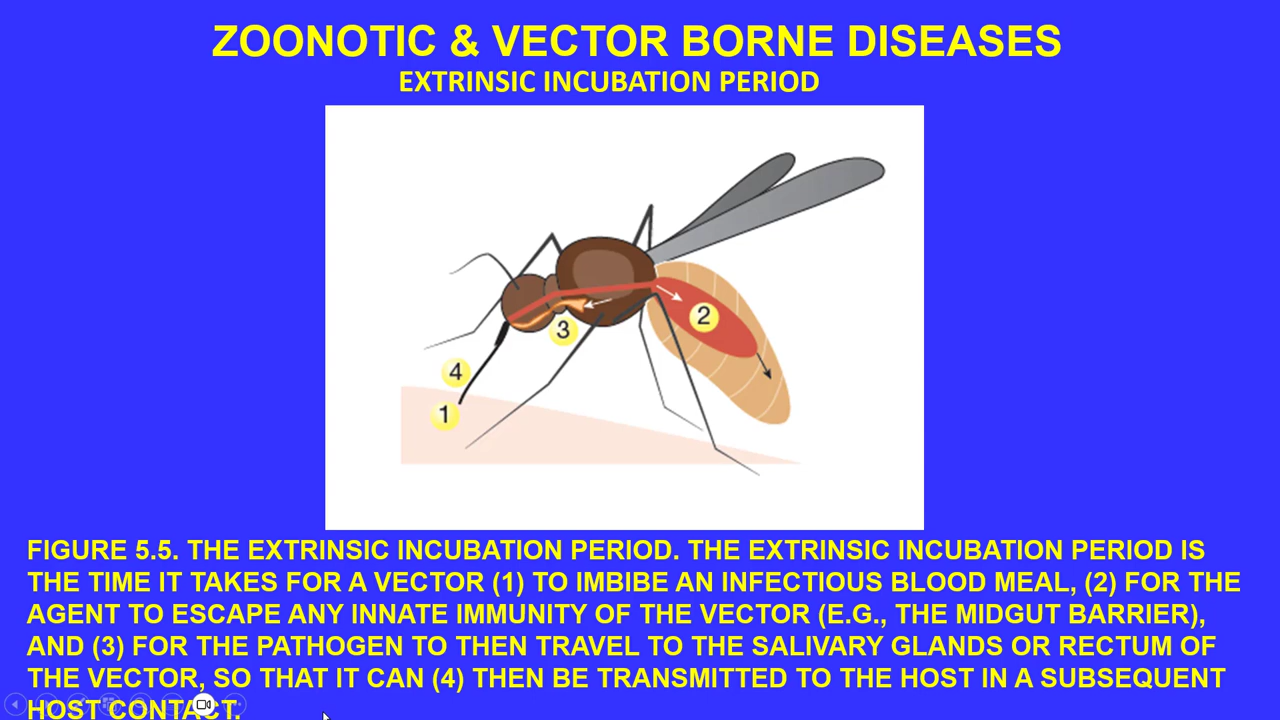 ZOONOTIC & VECTOR BORNE DISEASES
EXTRINSIC INCUBATION PERIOD
2
3
4
1
FIGURE 5.5. THE EXTRINSIC INCUBATION PERIOD. THE EXTRINSIC INCUBATION PERIOD IS
THE TIME IT TAKES FOR A VECTOR (1) TO IMBIBE AN INFECTIOUS BLOOD MEAL, (2) FOR THE
AGENT TO ESCAPE ANY INNATE IMMUNITY OF THE VECTOR (E.G., THE MIDGUT BARRIER),
AND (3) FOR THE PATHOGEN TO THEN TRAVEL TO THE SALIVARY GLANDS OR RECTUM OF
THE VECTOR, SO THAT IT CAN (4) THEN BE TRANSMITTED TO THE HOST IN A SUBSEQUENT
HOST CONTACT.